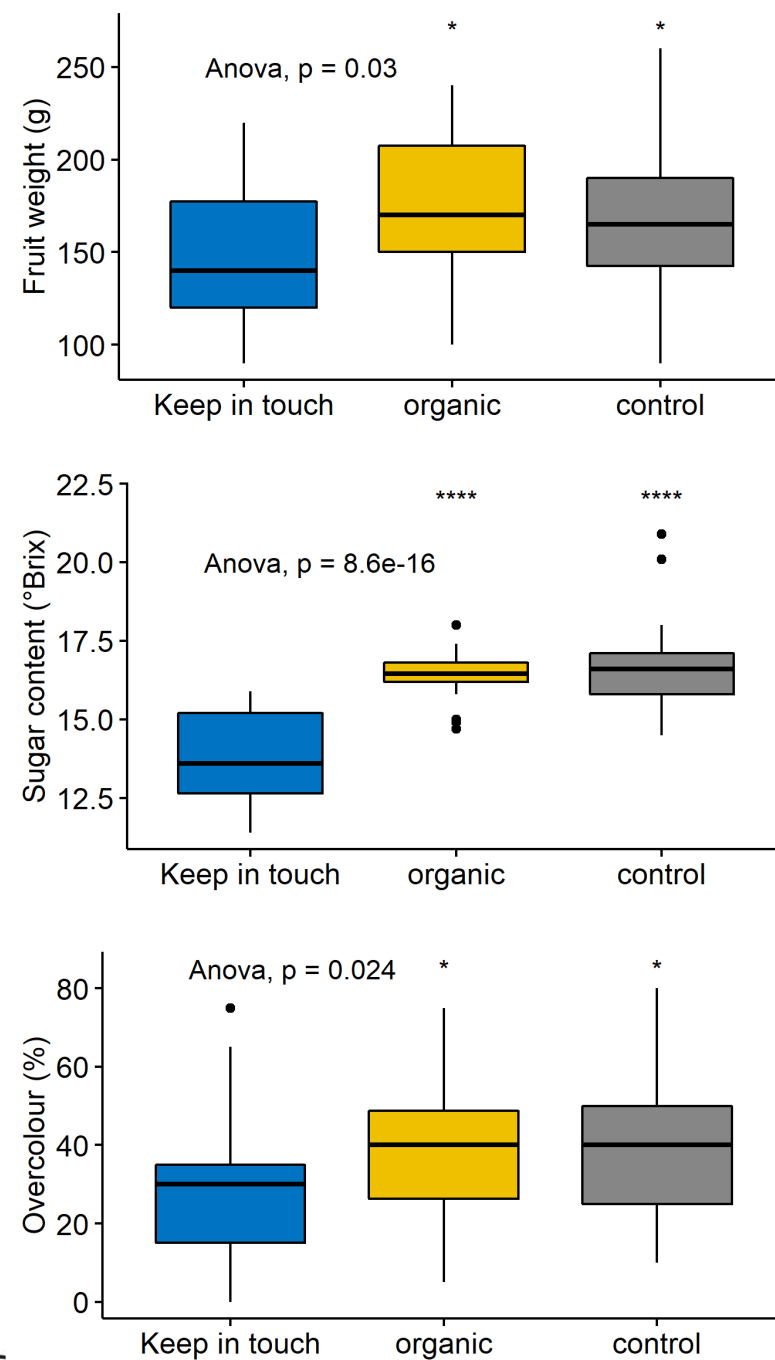 Fruit weight (g)
250
200
150
100
Anova, p = 0.03
*
*
Keep in touch organic control
Sugar content (°Brix)
22.5
20.0
17.5
15.0
12.5
Anova, p = 8.6e-16
****
****
Keep in touch organic control
Overcolour (%)
80
60
40
20
0
Anova, p = 0.024
*
*
Keep in touch organic control